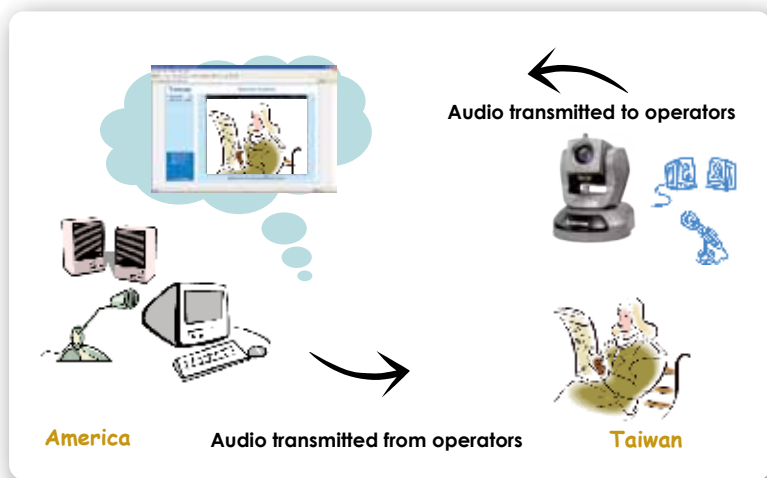 Audio transmitted to operators
America
Audio transmitted from operators
Taiwan